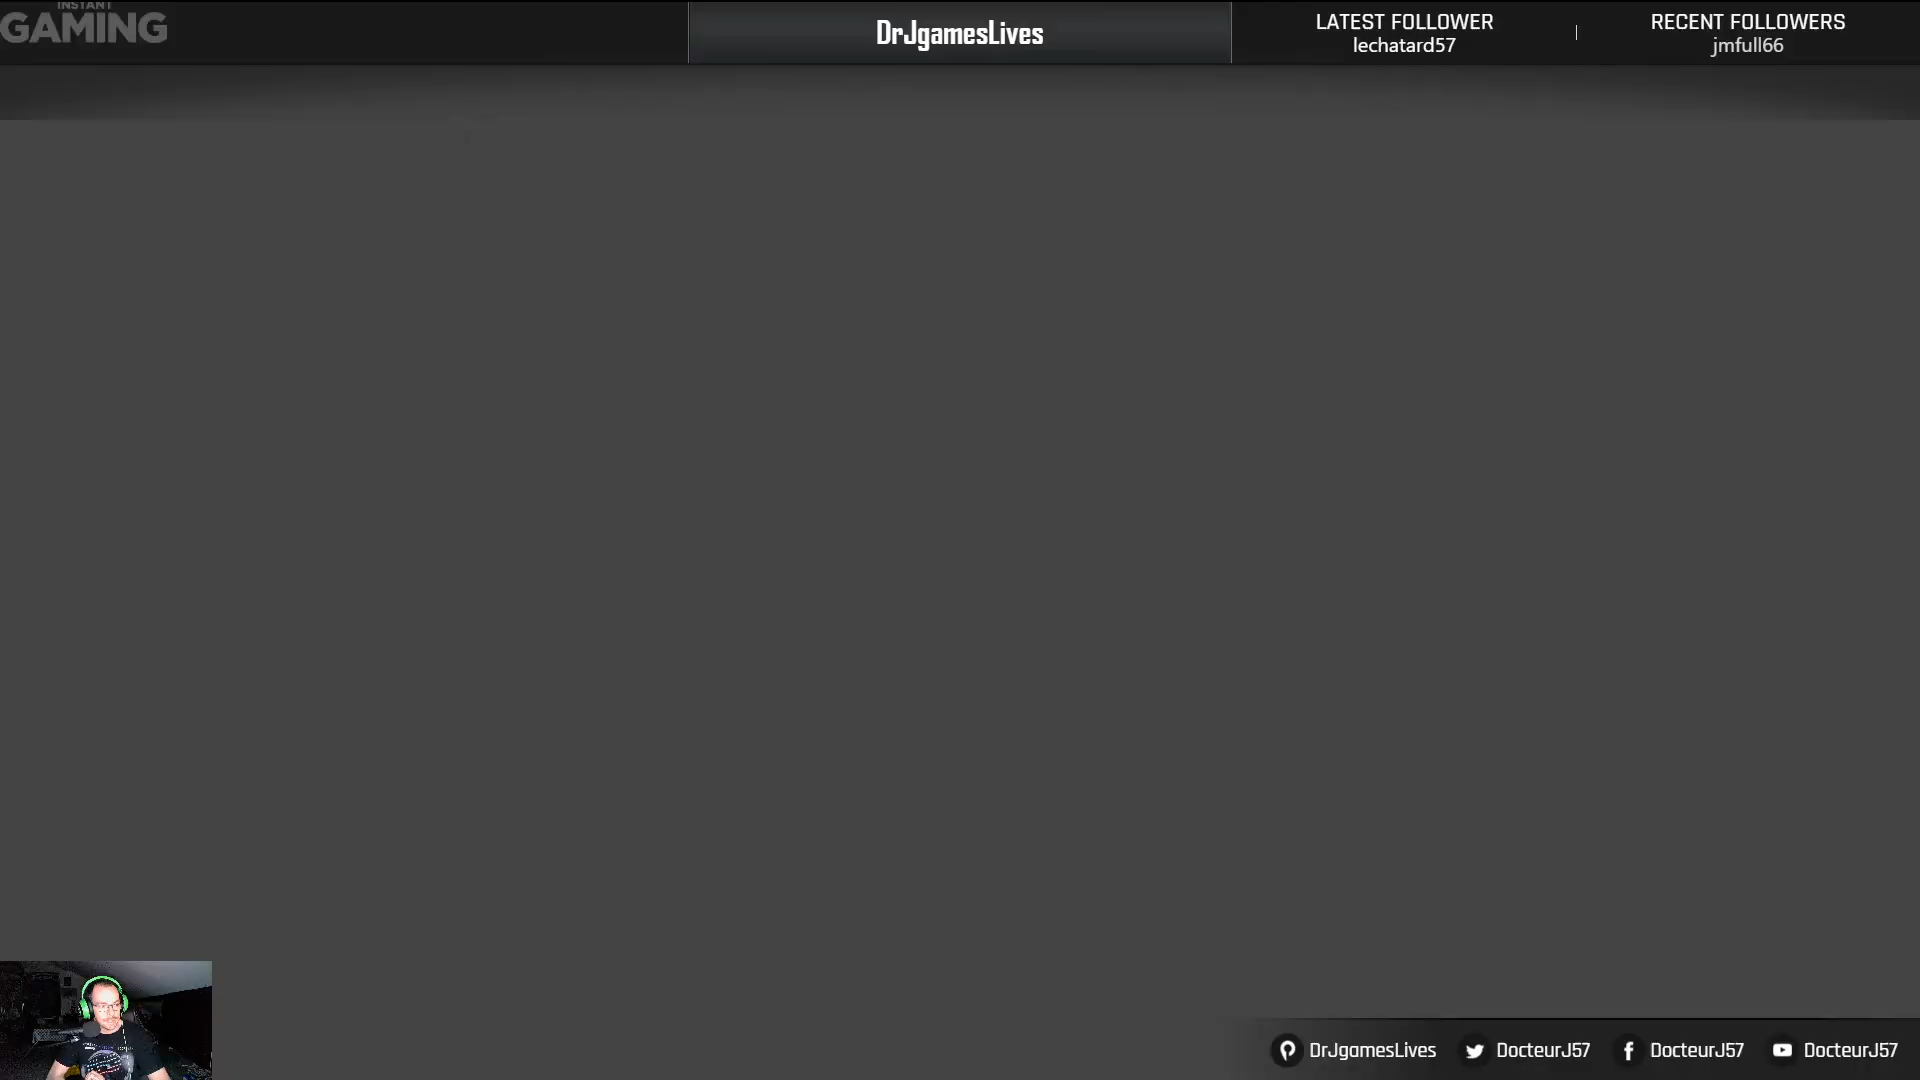 INSTANT
GAMING
DrJgamesLives
LATEST FOLLOWER
lechatard57
RECENT FOLLOWERS
jmfull66
DrJgamesLives
DocteurJ57
DocteurJ57
DocteurJ57